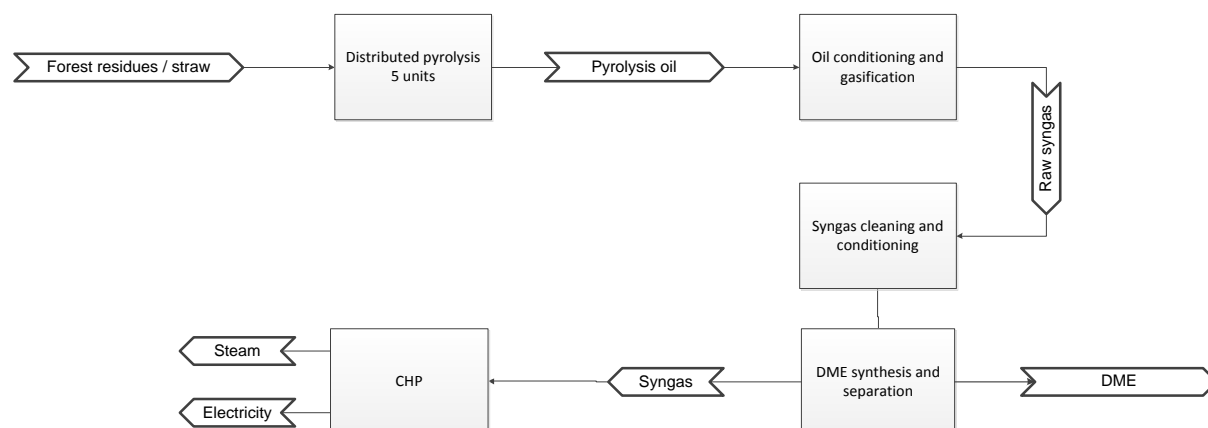 Forest residues / straw
Distributed pyrolysis
5 units
Pyrolysis oil
Oil conditioning and
gasification
Raw syngas
Syngas cleaning and
conditioning
Steam
Electricity
CHP
Syngas
DME synthesis and
separation
DME